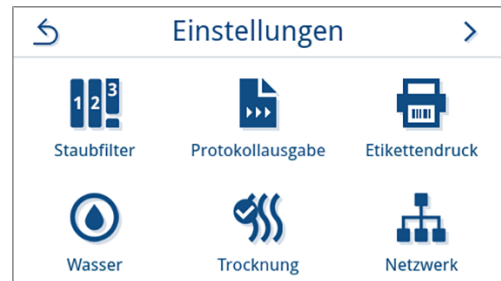 Einstellungen
1 2 3
Staubfilter Protokollausgabe Etikettendruck
Wasser Trocknung Netzwerk